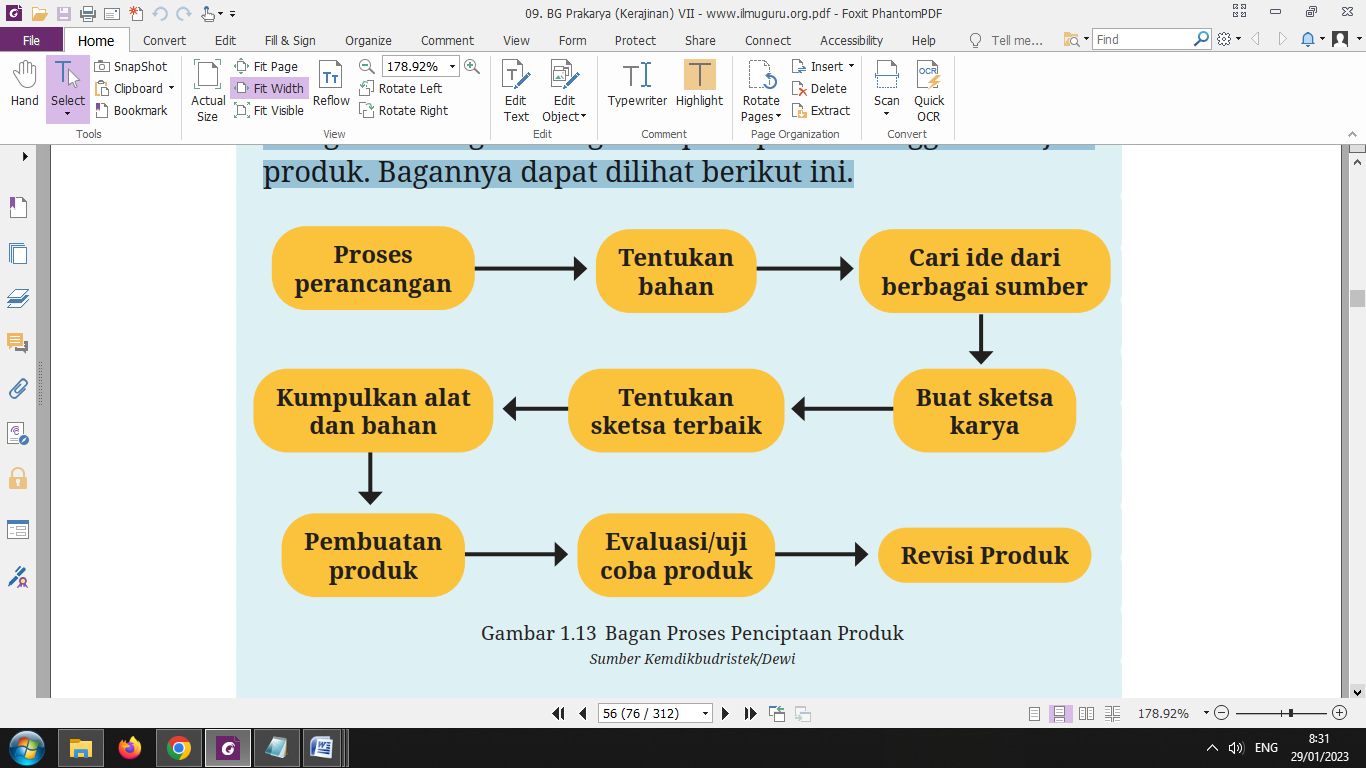 09. BG Prakarya (Kerajinan) VII - www.ilmuguru.org.pdf - Foxit PhantomPDF
File Home Convert Edit Fill & Sign Organize Comment View Form Protect Share Connect Accessibility Help Tell me... Find
Hand
Select
SnapShot
Clipboard
Bookmark
Tools
Actual
Size
Fit Page
Fit Width
Fit Visible
Reflow
178.92%
Rotate Left
Rotate Right
View
Edit
Text
Edit
Object
Edit
Typewriter
Highlight
Comment
Rotate
Pages
Insert
Delete
Extract
Page Organization
Scan
Quick
OCR
Convert
produk. Bagannya dapat dilihat berikut ini.
Proses
perancangan
Tentukan
bahan
Cari ide dari
berbagai sumber
Buat sketsa
karya
Tentukan
sketsa terbaik
Kumpulkan alat
dan bahan
Pembuatan
produk
Evaluasi/uji
coba produk
Revisi Produk
Gambar 1.13 Bagan Proses Penciptaan Produk
Sumber Kemdikbudristek/Dewi
56 (76 / 312)
178.92%
ENG
8:31
29/01/2023